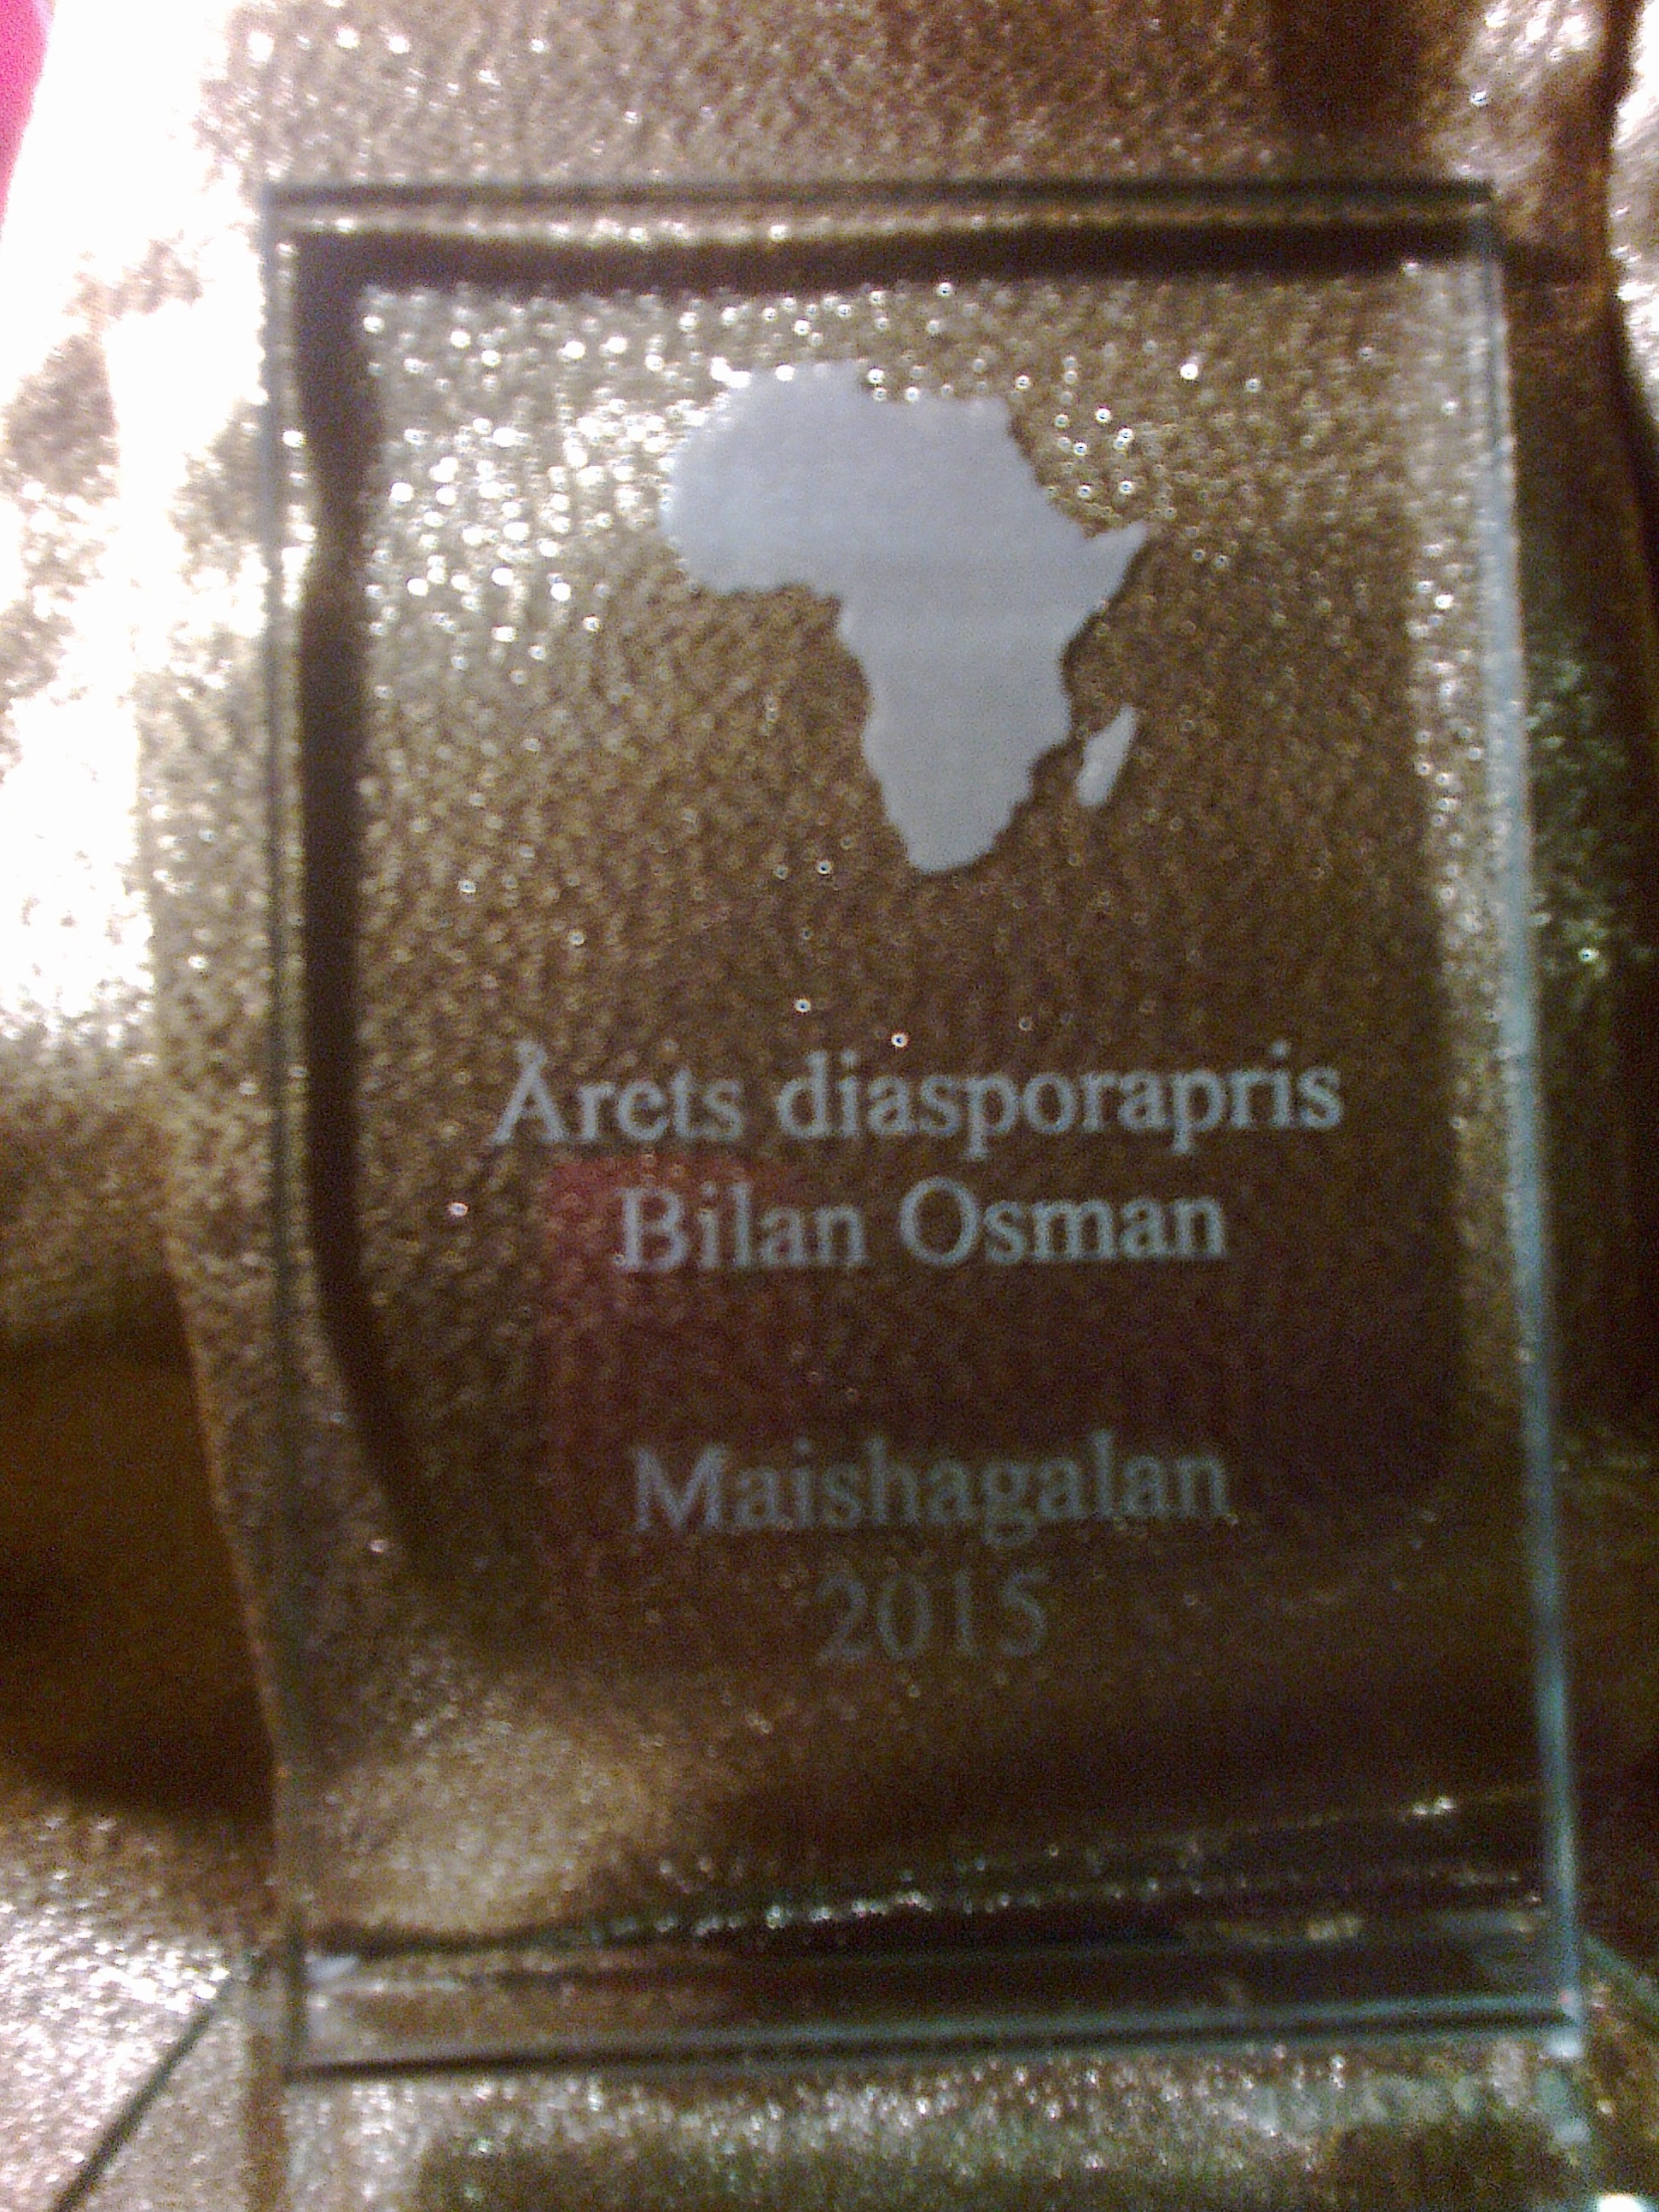 Årets diasporapris
Bilan Osman
Maishagalan
2015